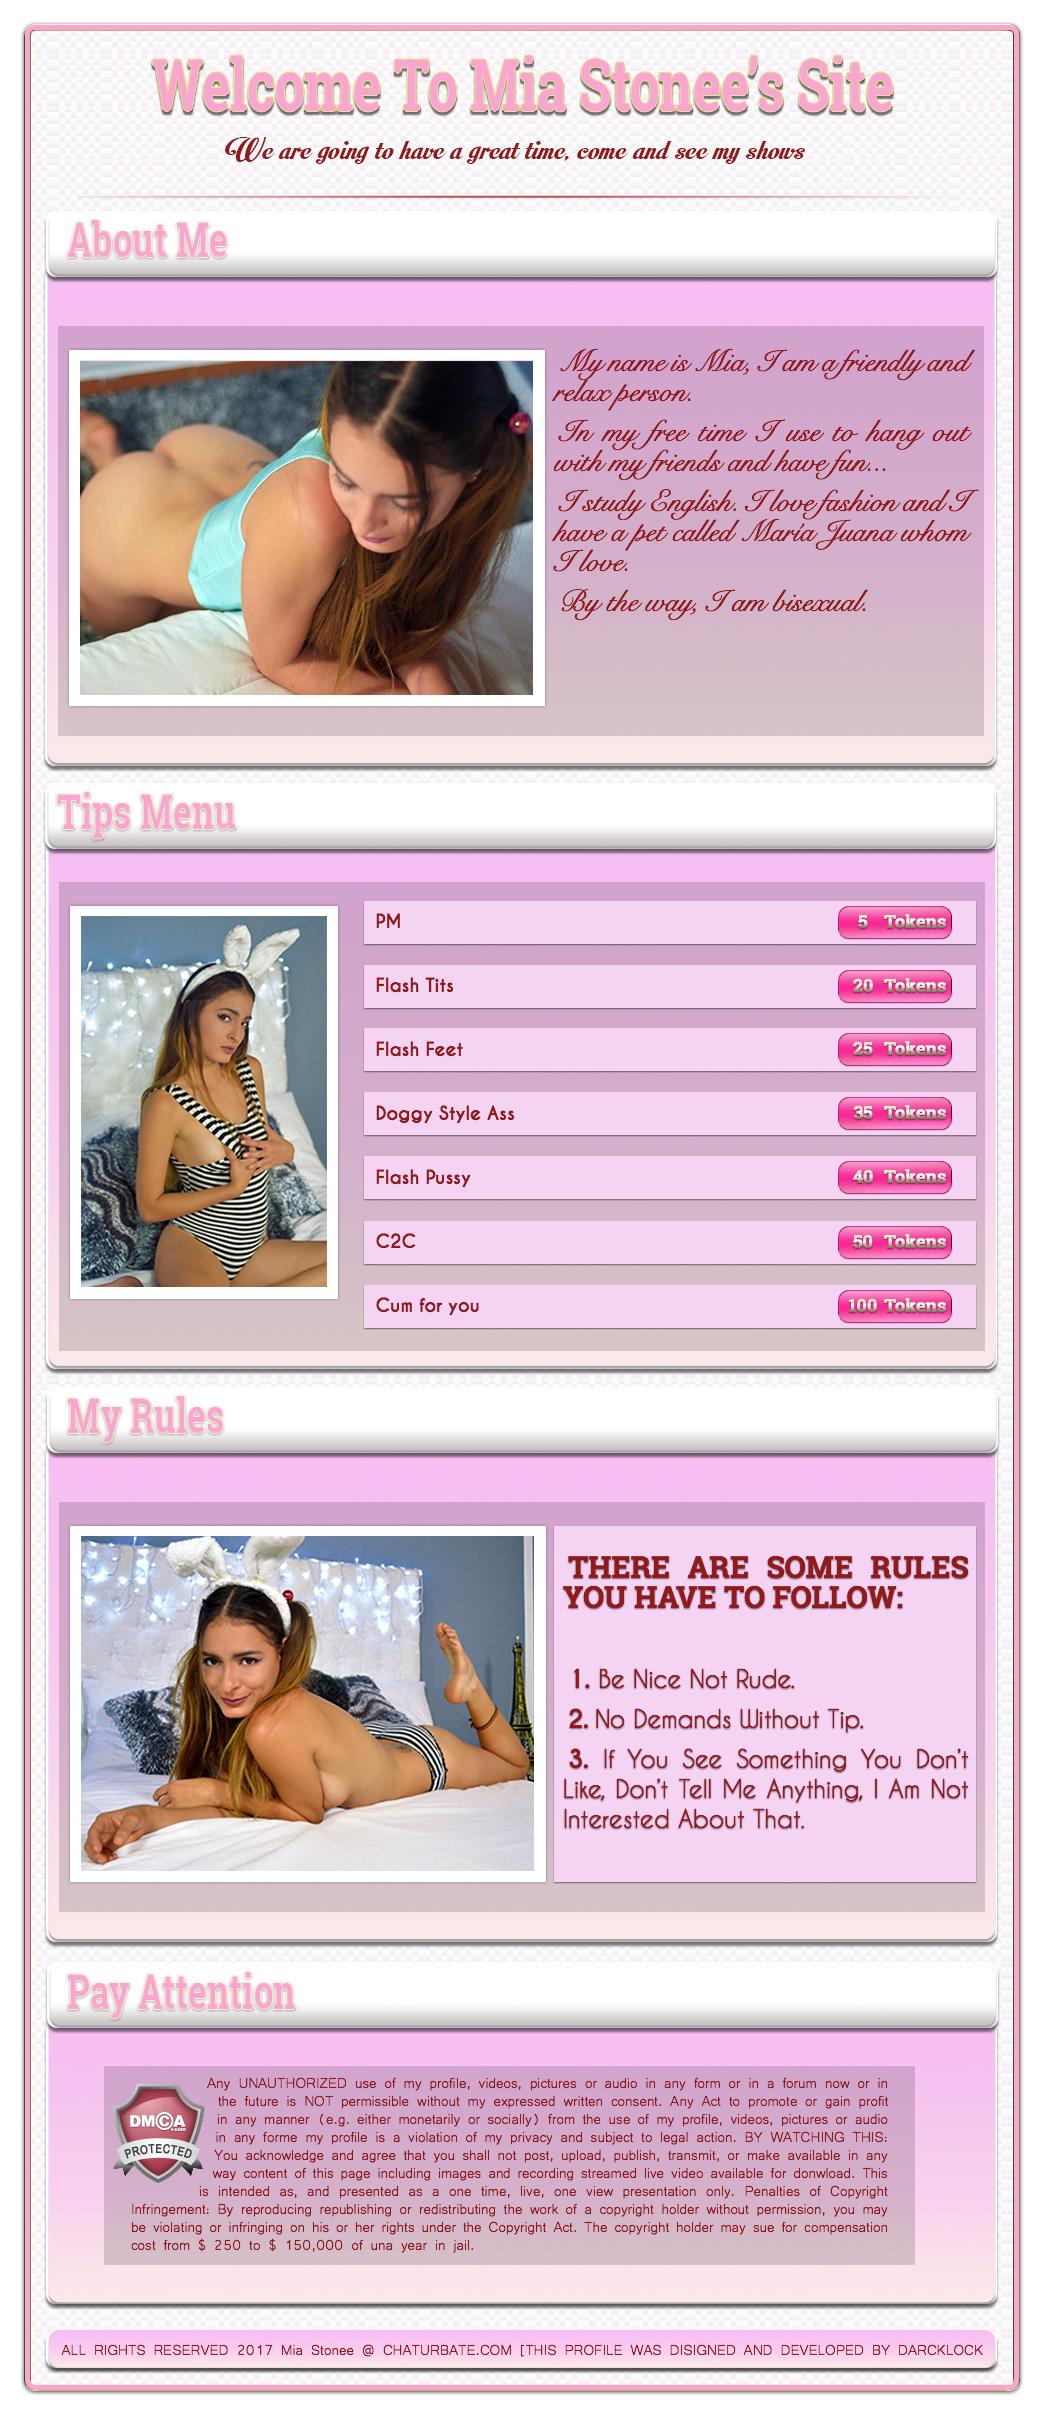 Welcome To Mia Stonee's Site
We are going to have a great time, come and see my shows
About Me
My name is Mia, I am a friendly and
relax person.
In my free time I use to hang out
with my friends and have fun...
I study English. I love fashion and I
have a pet called María Juana whom
I love.
By the way, I am bisexual.
Tips Menu
PM 5 Tokens
Flash Tits 20 Tokens
Flash Feet 25 Tokens
Doggy Style Ass 35 Tokens
Flash Pussy 40 Tokens
C2C 50 Tokens
Cum for you 100 Tokens
My Rules
THERE ARE SOME RULES
YOU HAVE TO FOLLOW:
1. Be Nice Not Rude.
2. No Demands Without Tip.
3. If You See Something You Don't
Like, Don't Tell Me Anything, I Am Not
Interested About That.
Pay Attention
DMCA
.com
PROTECTED
Any UNAUTHORIZED use of my profile, videos, pictures or audio in any form or in a forum now or in
the future is NOT permissible without my expressed written consent. Any Act to promote or gain profit
in any manner (e.g. either monetarily or socially) from the use of my profile, videos, pictures or audio
in any forme my profile is a violation of my privacy and subject to legal action. BY WATCHING THIS:
You acknowledge and agree that you shall not post, upload, publish, transmit, or make available in any
way content of this page including images and recording streamed live video available for donwload. This
is intended as, and presented as a one time, live, one view presentation only. Penalties of Copyright
Infringement: By reproducing republishing or redistributing the work of a copyright holder without permission, you may
be violating or infringing on his or her rights under the Copyright Act. The copyright holder may sue for compensation
cost from $ 250 to $ 150,000 of una year in jail.
ALL RIGHTS RESERVED 2017 Mia Stonee @ CHATURBATE.COM [THIS PROFILE WAS DISIGNED AND DEVELOPED BY DARCKLOCK